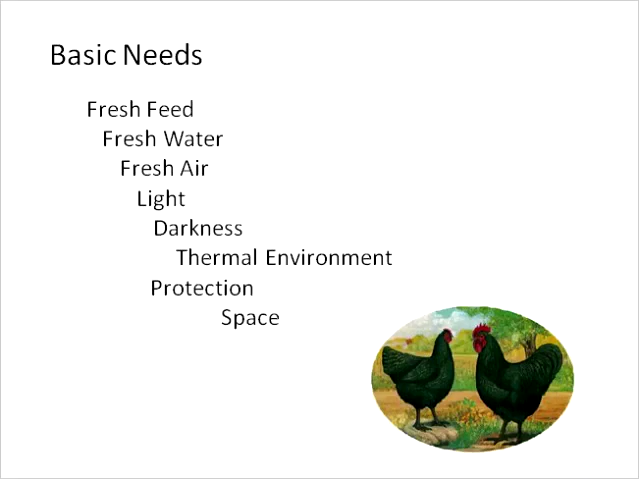 Basic Needs
Fresh Feed
Fresh Water
Fresh Air
Light
Darkness
Thermal Environment
Protection
Space